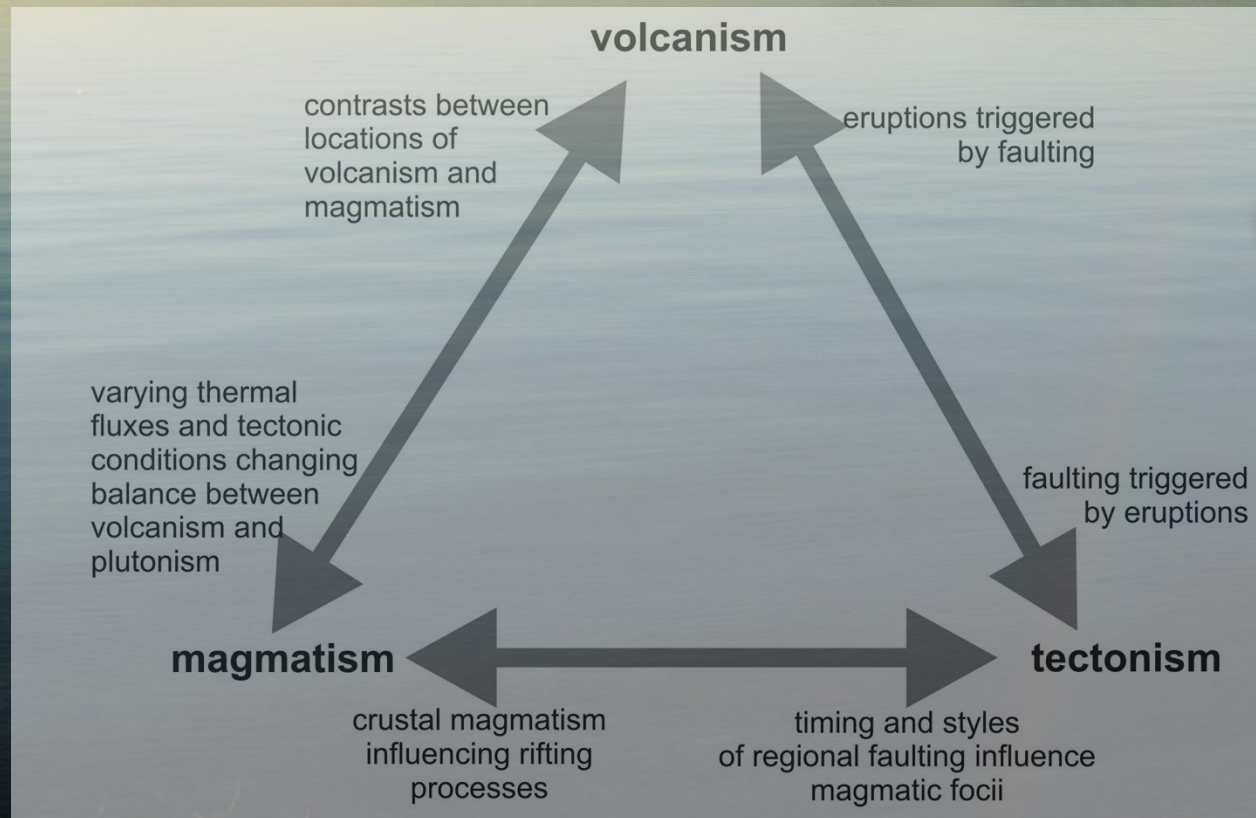 volcanism
contrasts between
locations of
volcanism and
magmatism
eruptions triggered
by faulting
varying thermal
fluxes and tectonic
conditions changing
balance between
volcanism and
plutonism
faulting triggered
by eruptions
magmatism
tectonism
crustal magmatism
influencing rifting
processes
timing and styles
of regional faulting influence
magmatic focii